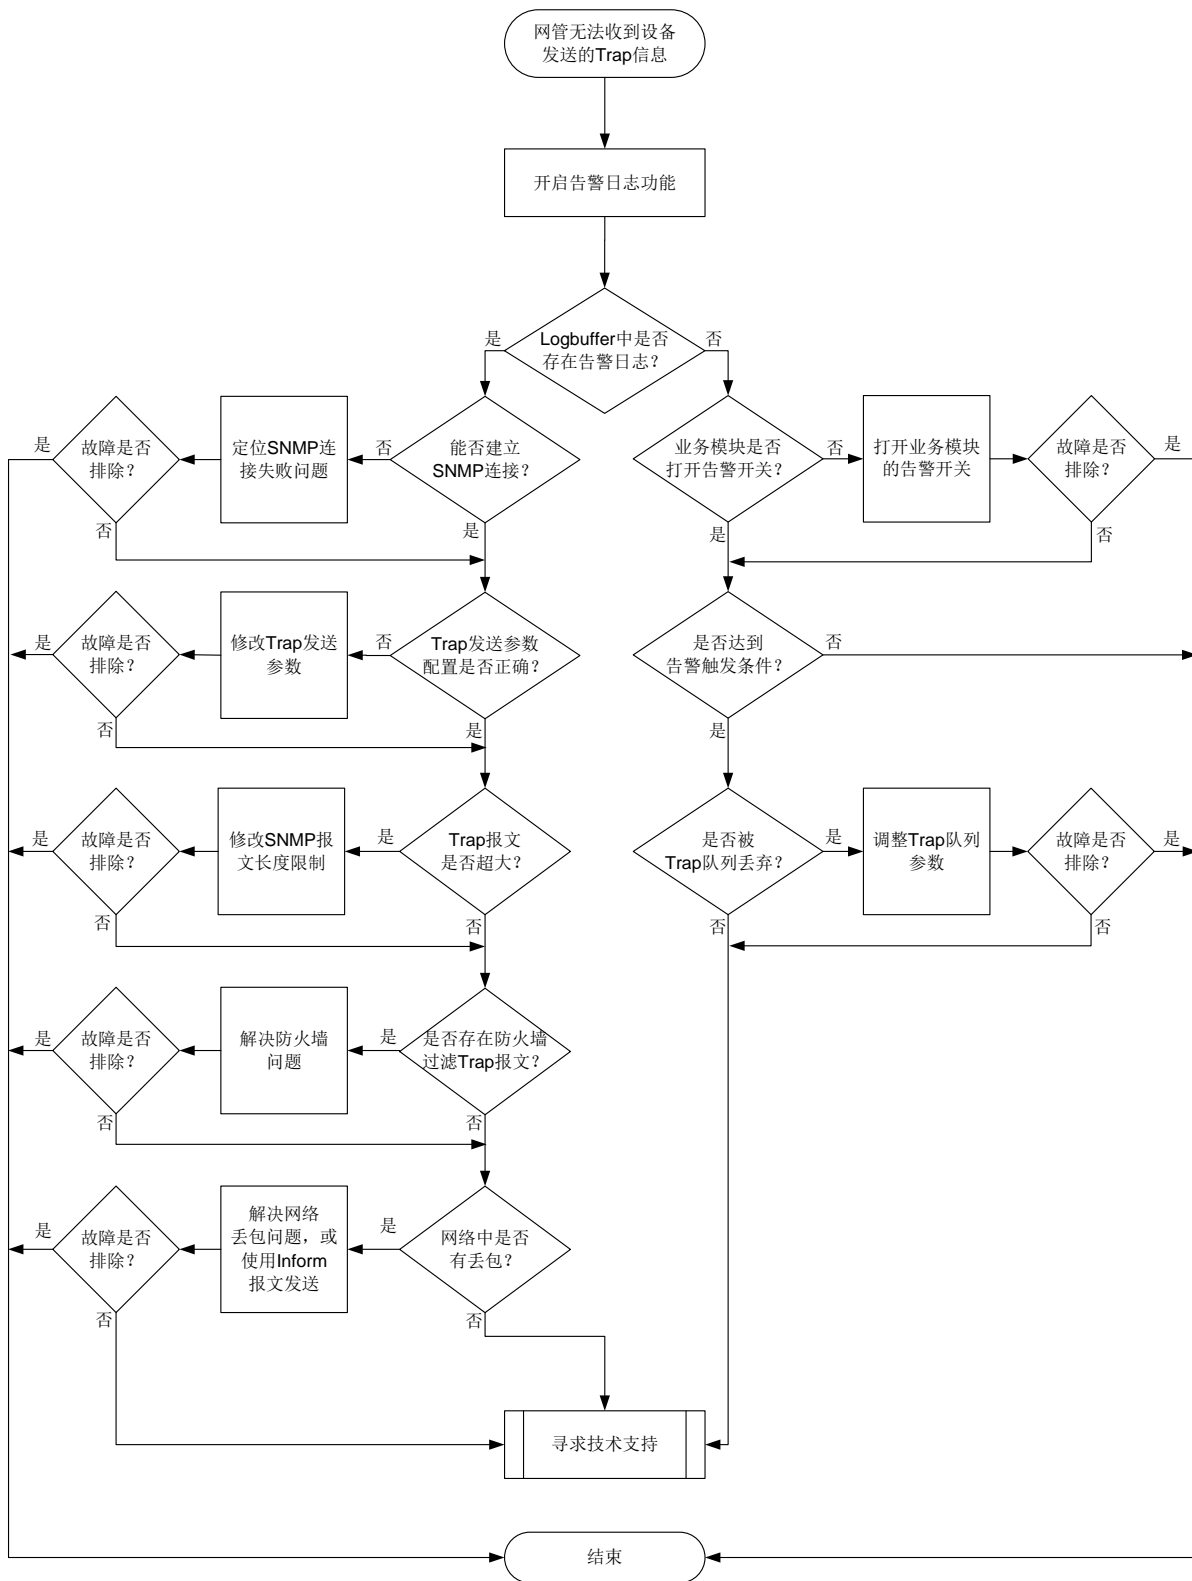 网管无法收到设备
发送的Trap信息
开启告警日志功能
Logbuffer中是否
存在告警日志？
是
否
故障是否
排除？
是
否
定位SNMP连
接失败问题
否
能否建立
SNMP连接？
是
业务模块是否
打开告警开关？
否
是
打开业务模块
的告警开关
故障是否
排除？
是
否
故障是否
排除？
是
否
修改Trap发送
参数
否
Trap发送参数
配置是否正确？
是
是否达到
告警触发条件？
否
是
故障是否
排除？
是
否
修改SNMP报
文长度限制
是
Trap报文
是否超大？
否
是否被
Trap队列丢弃？
是
否
调整Trap队列
参数
故障是否
排除？
是
否
故障是否
排除？
是
否
解决防火墙
问题
是
是否存在防火墙
过滤Trap报文？
否
故障是否
排除？
是
否
解决网络
丢包问题，或
使用Inform
报文发送
是
网络中是否
有丢包？
否
寻求技术支持
结束